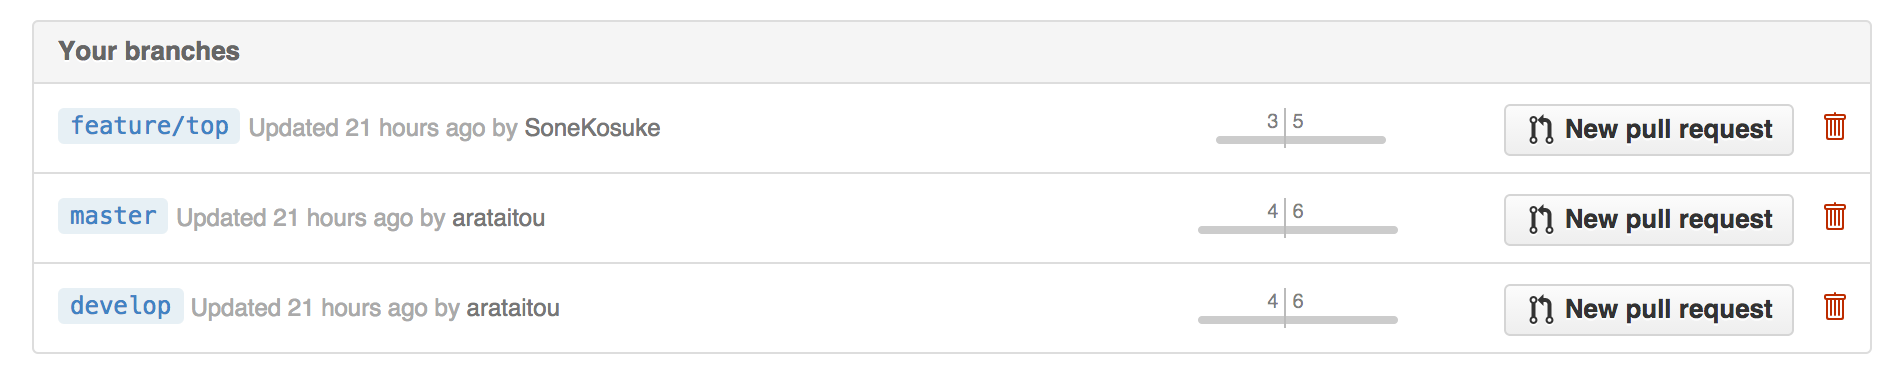 Your branches
feature/top Updated 21 hours ago by SoneKosuke 3 5 New pull request
master Updated 21 hours ago by arataitou 4 6 New pull request
develop Updated 21 hours ago by arataitou 4 6 New pull request